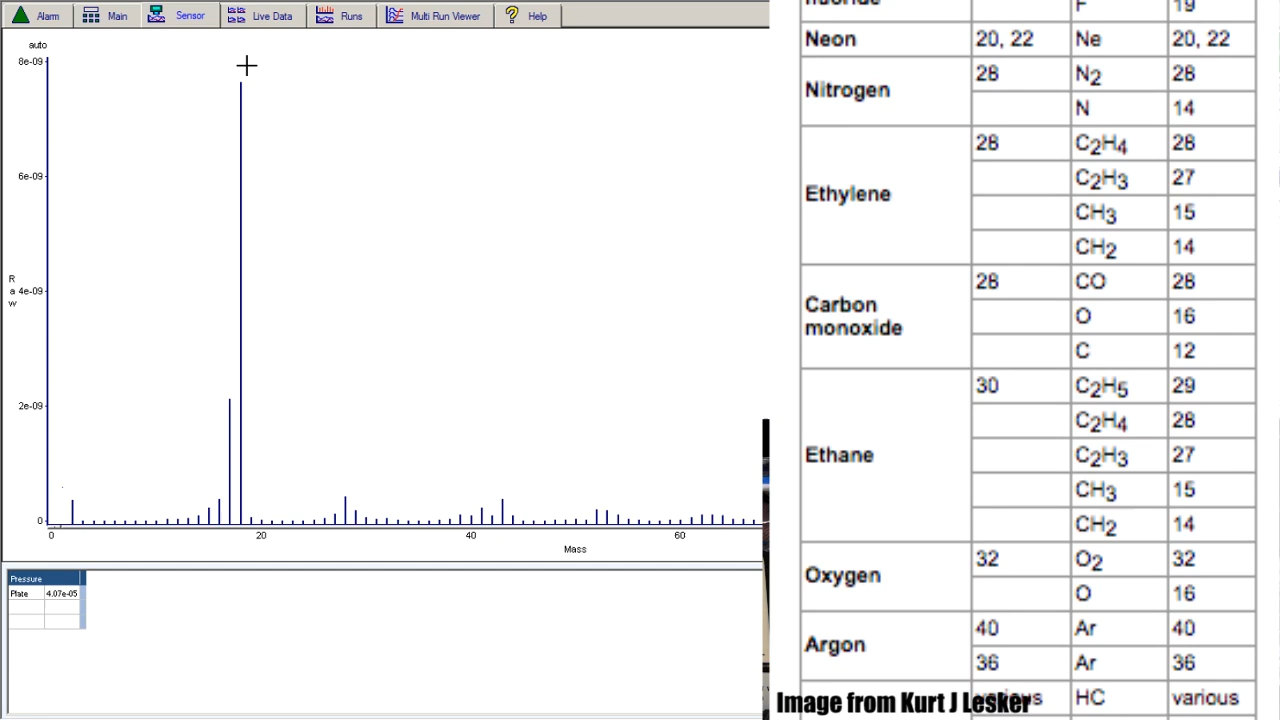 Alarm Main Sensor Live Data Runs Multi Run Viewer Help
auto
8e-09
6e-09
R
a 4e-09
w
2e-09
0
0 20 40 60
Mass
Pressure
Plate 4.07e-05
fluoride F 19
Neon 20, 22 Ne 20, 22
Nitrogen 28 N2 28
N 14
Ethylene 28 C2H4 28
C2H3 27
CH3 15
CH2 14
Carbon monoxide 28 CO 28
O 16
C 12
Ethane 30 C2H5 29
C2H4 28
C2H3 27
CH3 15
CH2 14
Oxygen 32 O2 32
O 16
Argon 40 Ar 40
36 Ar 36
various HC various
Image from Kurt J Lesker